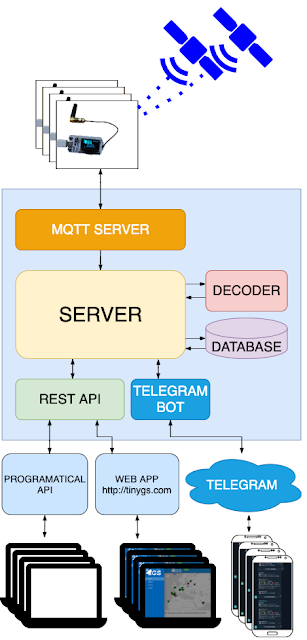 MQTT SERVER
SERVER
DECODER
DATABASE
REST API
TELEGRAM
BOT
PROGRAMATICAL
API
WEB APP
http://tinygs.com
TELEGRAM